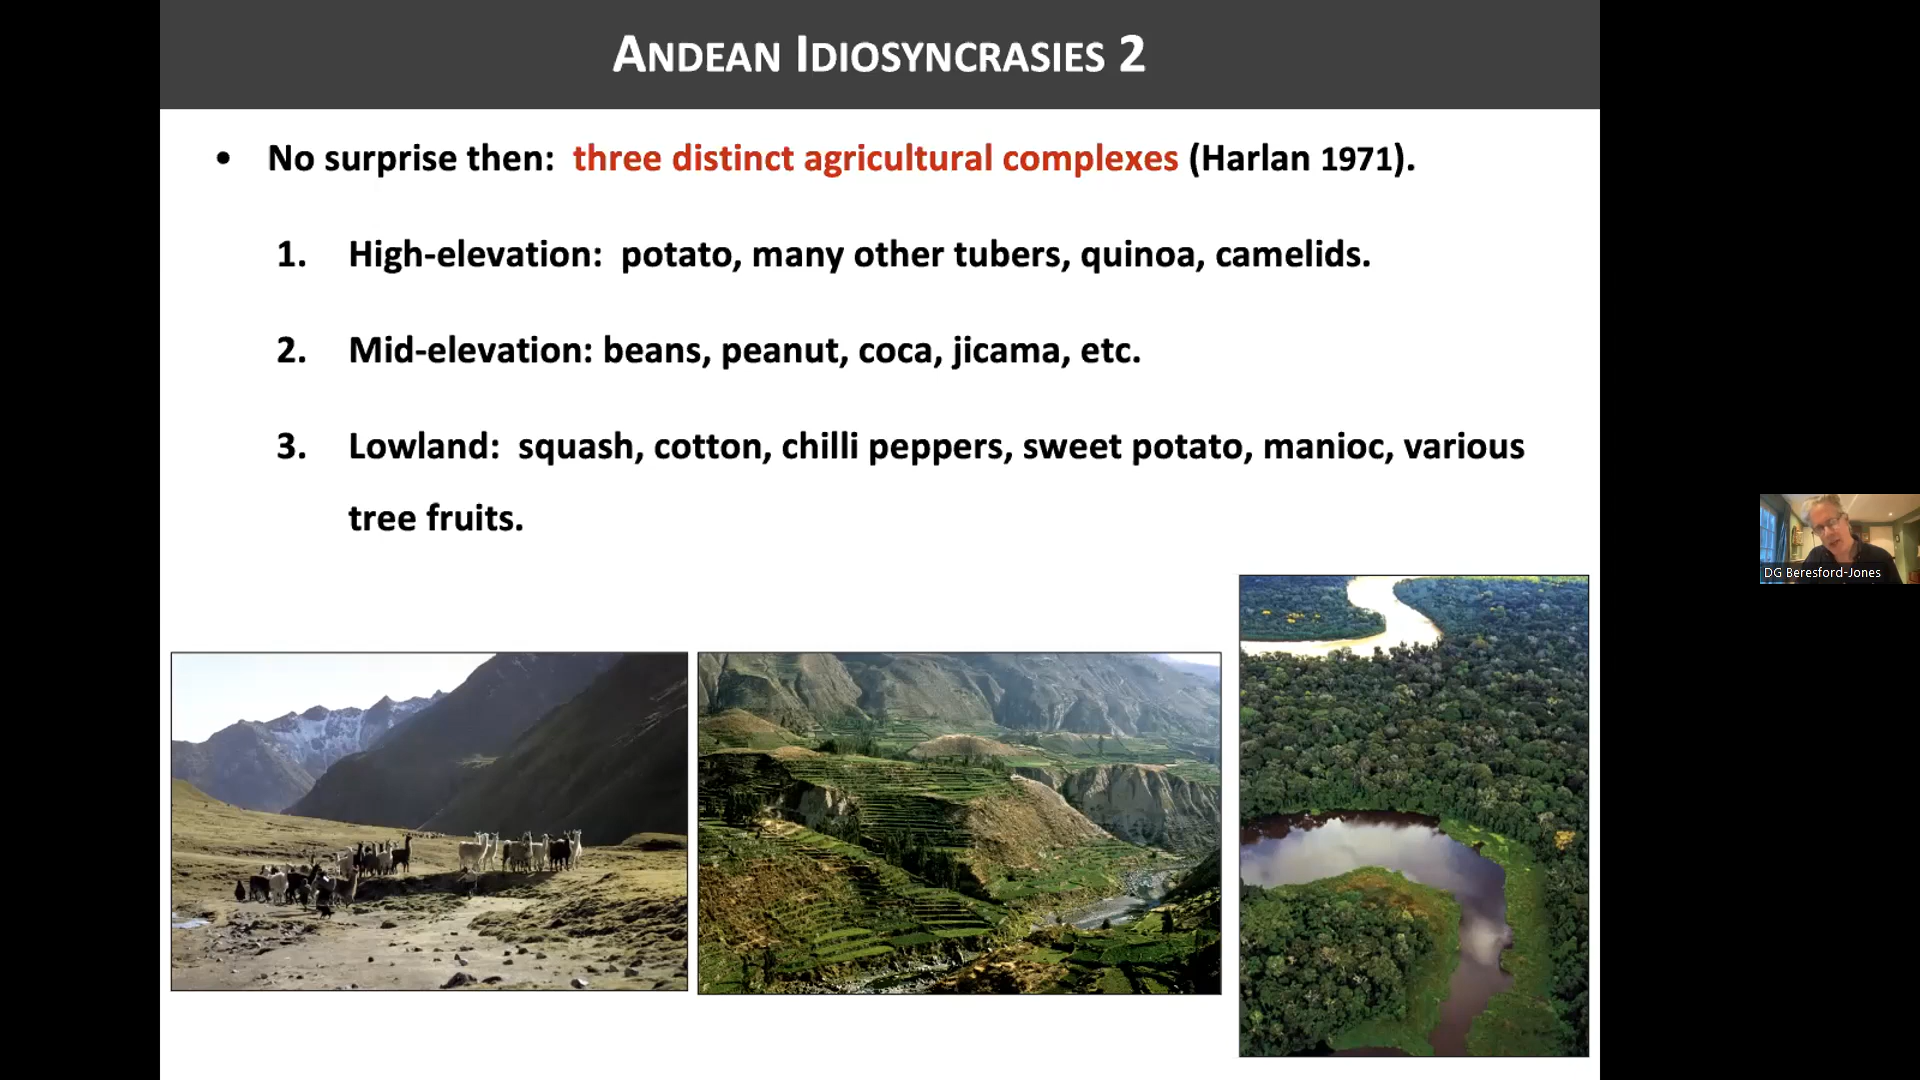 ANDEAN IDIOSYNCRASIES 2
• No surprise then: three distinct agricultural complexes (Harlan 1971).
1. High-elevation: potato, many other tubers, quinoa, camelids.
2. Mid-elevation: beans, peanut, coca, jicama, etc.
3. Lowland: squash, cotton, chilli peppers, sweet potato, manioc, various
tree fruits.
DG Beresford-Jones